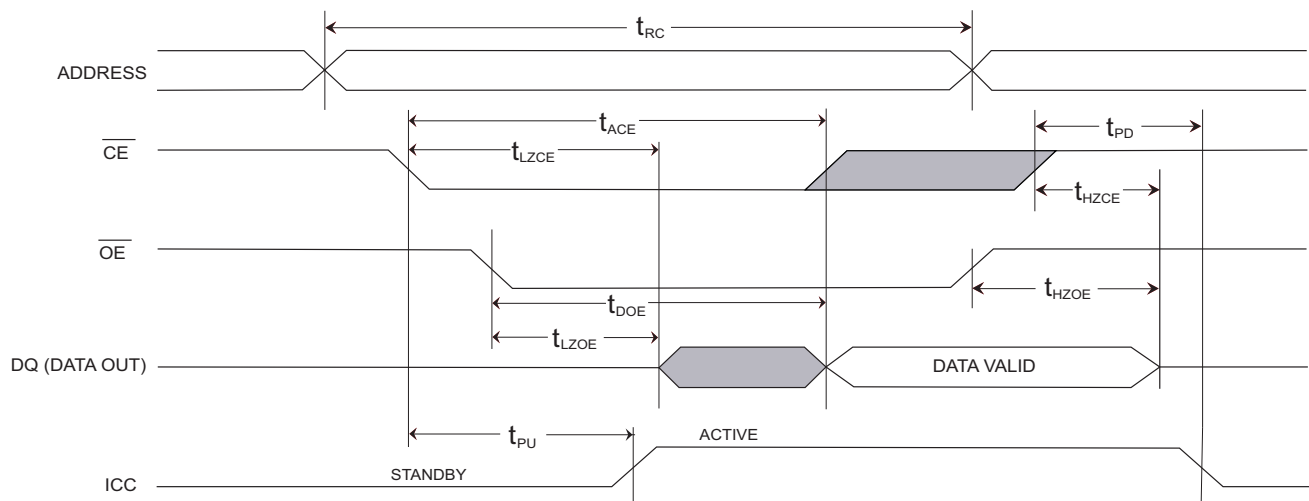 tRC
ADDRESS
tACE
tPD
CE
tLZCE
tHZCE
OE
tHZOE
tDOE
tLZOE
DQ (DATA OUT)
DATA VALID
tPU
ACTIVE
STANDBY
ICC